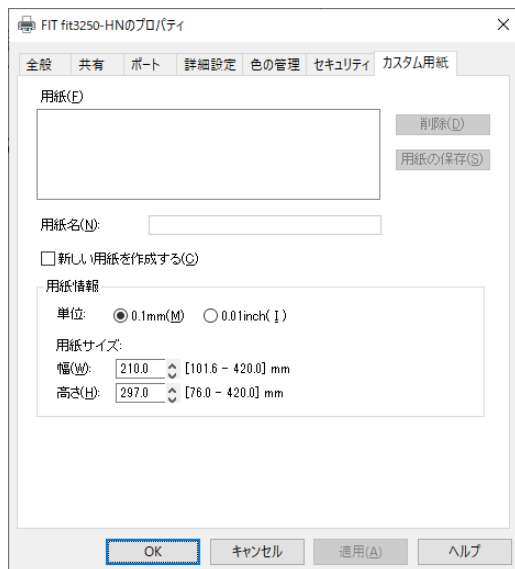 FIT fit3250-HNのプロパティ
全般 共有 ポート 詳細設定 色の管理 セキュリティ カスタム用紙
用紙(F)
削除(D)
用紙の保存(S)
用紙名(N):
新しい用紙を作成する(C)
用紙情報
単位: 0.1mm(M) 0.01inch(I)
用紙サイズ:
幅(W): 210.0 [101.6 - 420.0] mm
高さ(H): 297.0 [76.0 - 420.0] mm
OK キャンセル 適用(A) ヘルプ